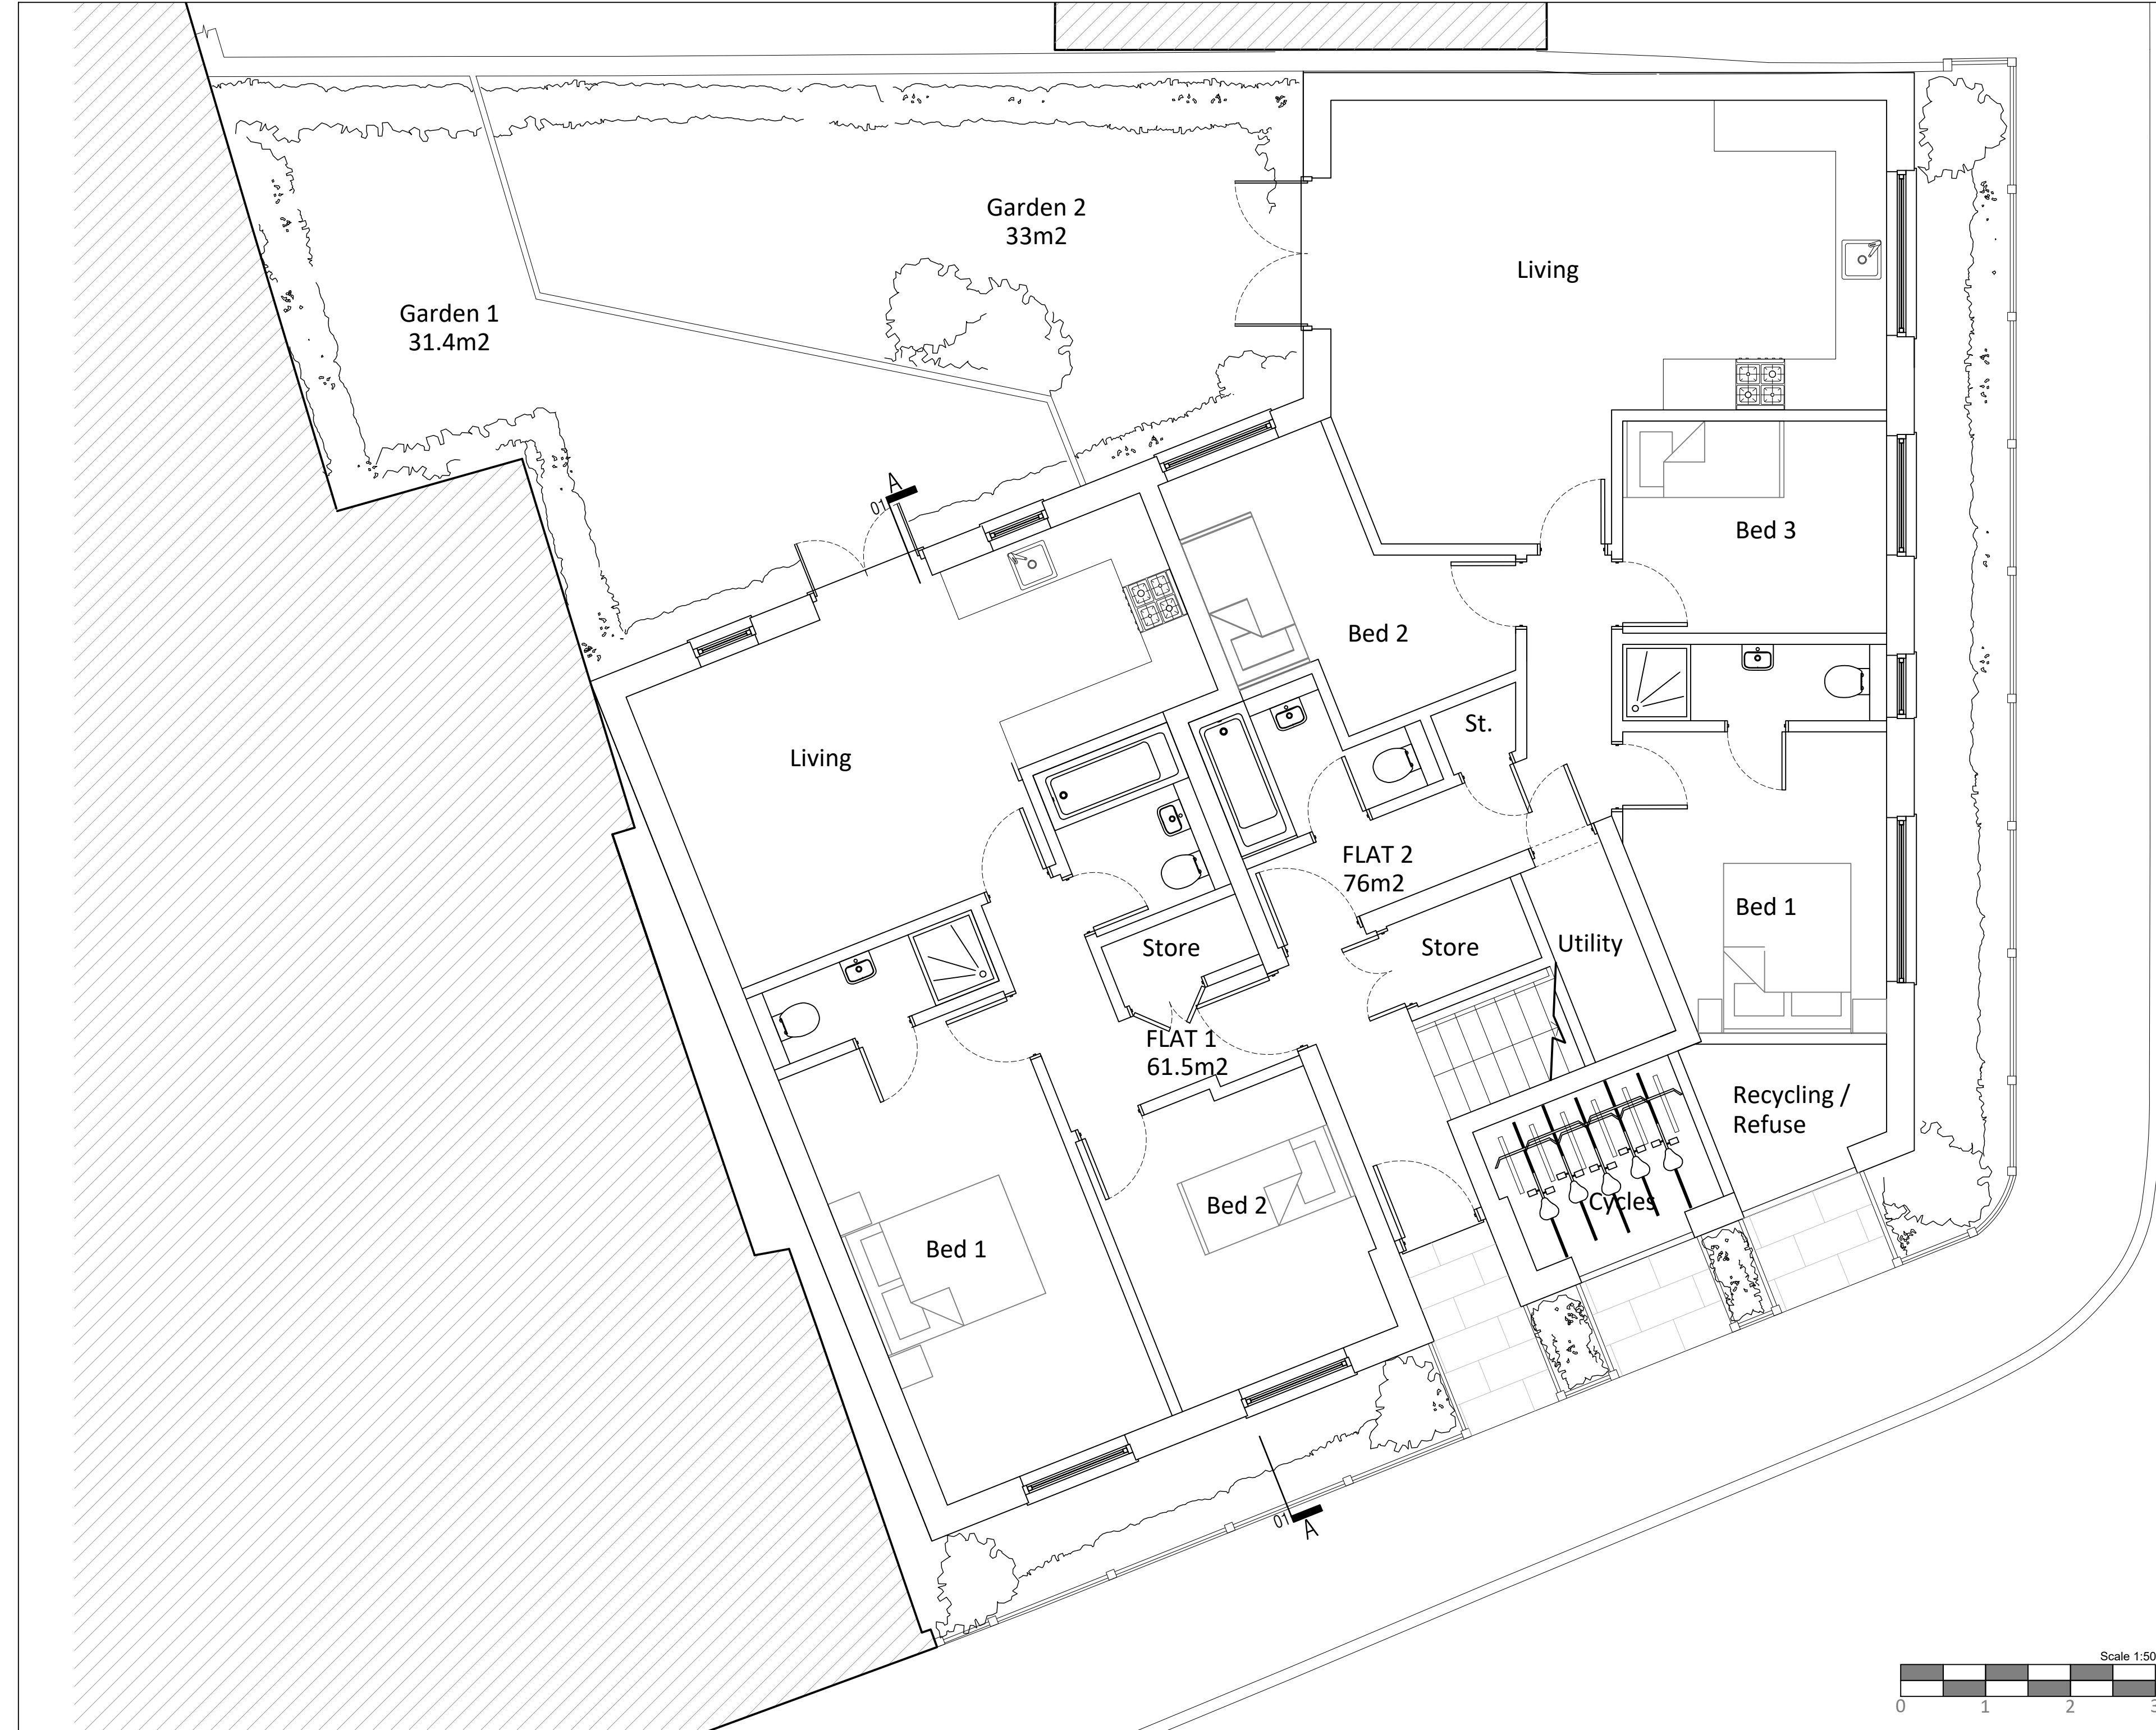 Garden 2
33m2
Living
Garden 1
31.4m2
A
01
Bed 3
Bed 2
St.
Living
FLAT 2
76m2
Bed 1
Store
Store
Utility
FLAT 1
61.5m2
Recycling /
Refuse
Bed 2
Cycles
Bed 1
01
A
Scale 1:50
0 1 2 3